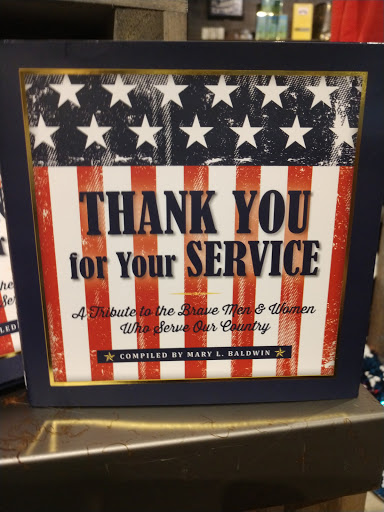 THANK YOU
for Your SERVICE
A Tribute to the Brave Men & Women
Who Serve Our Country
COMPILED BY MARY L. BALDWIN